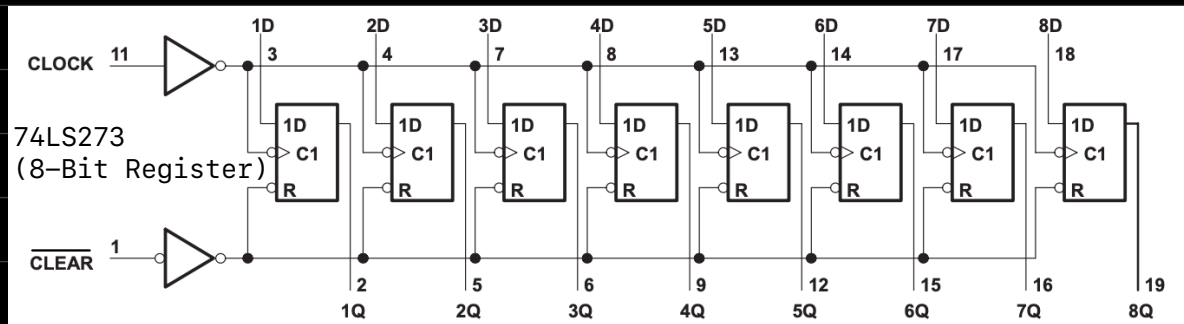 1D 2D 3D 4D 5D 6D 7D 8D
CLOCK 11 3 4 7 8 13 14 17 18
74LS273
(8-Bit Register)
1D 1D 1D 1D 1D 1D 1D 1D
C1 C1 C1 C1 C1 C1 C1 C1
R R R R R R R R
CLEAR 1
2 5 6 9 12 15 16 19
1Q 2Q 3Q 4Q 5Q 6Q 7Q 8Q